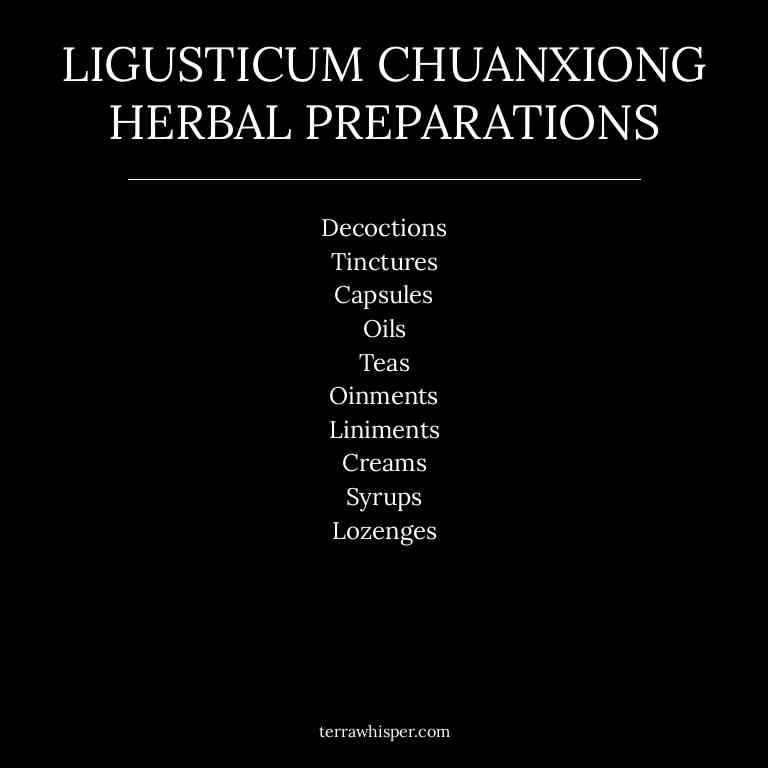 LIGUSTICUM CHUANXIONG
HERBAL PREPARATIONS
Decoctions
Tinctures
Capsules
Oils
Teas
Oinments
Liniments
Creams
Syrups
Lozenges
terrawhisper.com